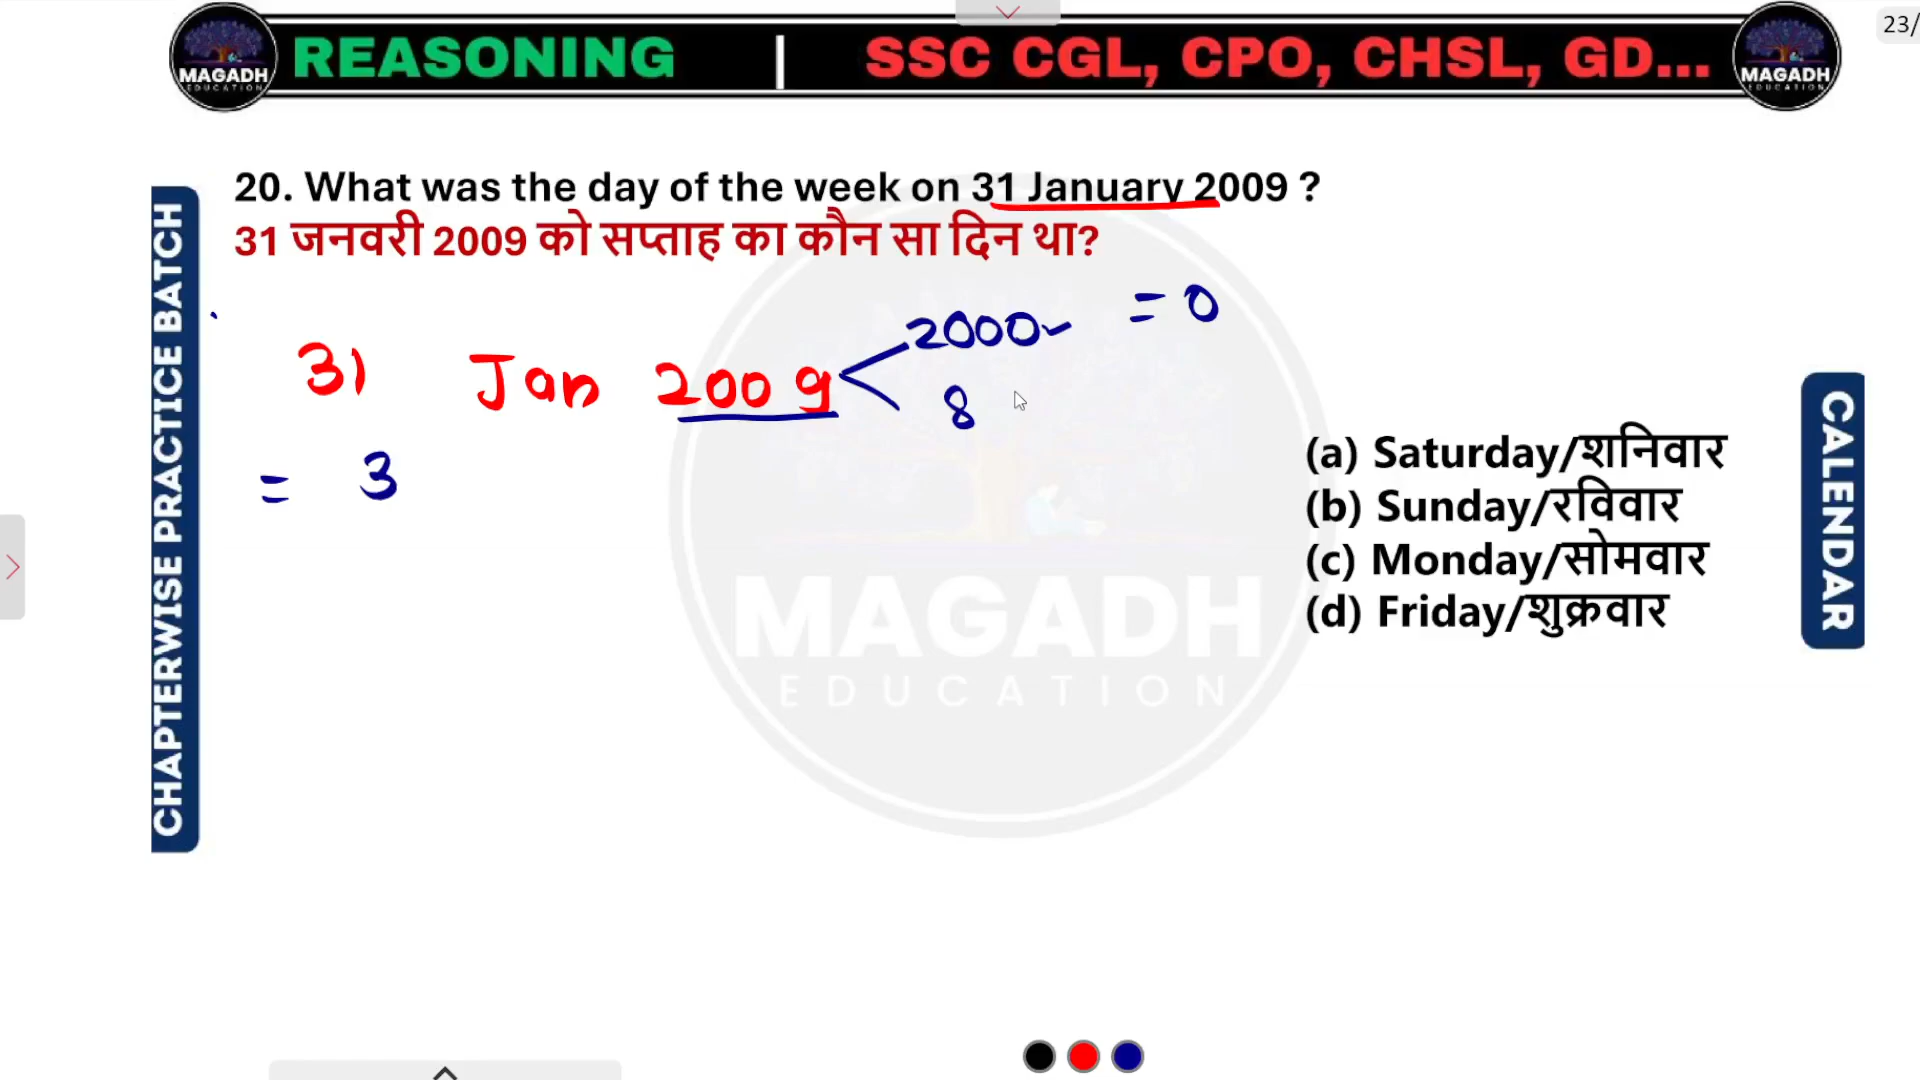 23/
MAGADH
EDUCATION
REASONING | SSC CGL, CPO, CHSL, GD...
MAGADH
EDUCATION
CHAPTERWISE PRACTICE BATCH
20. What was the day of the week on 31 January 2009 ?
31 जनवरी 2009 को सप्ताह का कौन सा दिन था?
31 Jan 2009
2000 = 0
8
= 3
(a) Saturday/शनिवार
(b) Sunday/रविवार
(c) Monday/सोमवार
(d) Friday/शुक्रवार
CALENDAR
MAGADH
EDUCATION